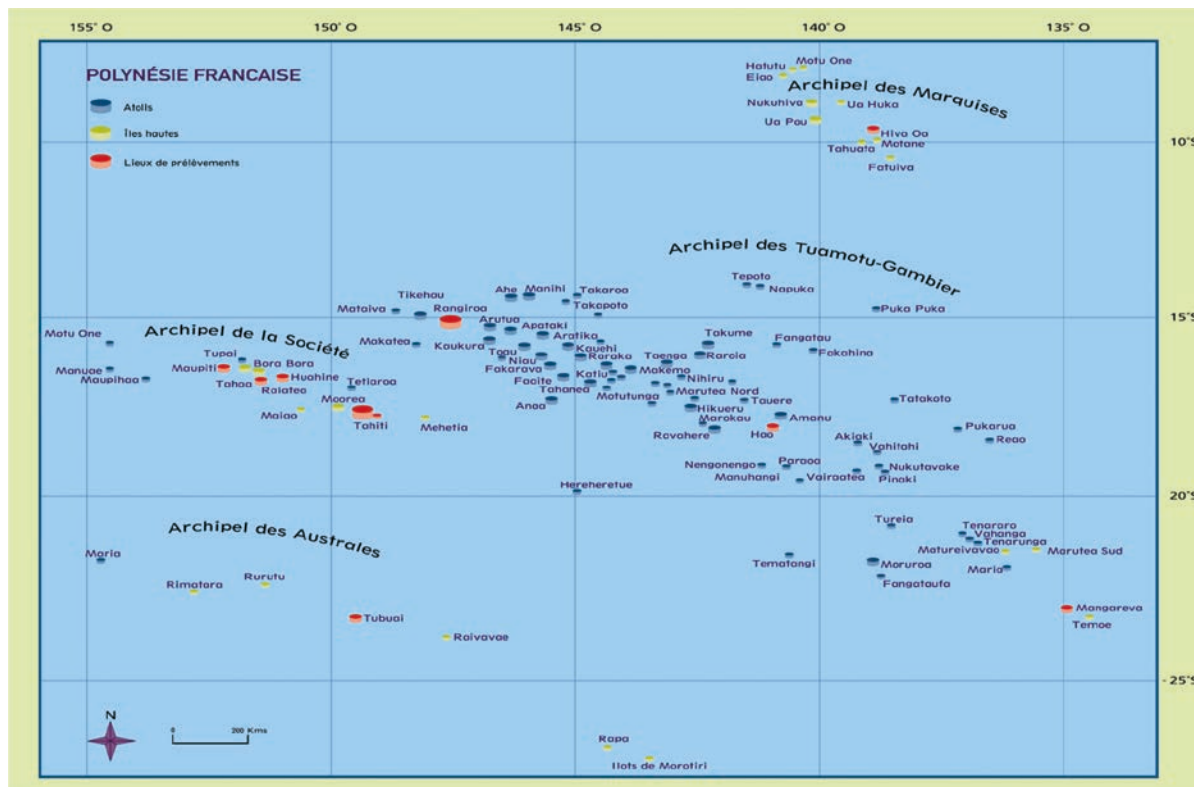 155° O
150° O
145° O
140° O
135° O
POLYNÉSIE FRANCAISE
Atolls
Îles hautes
Lieux de prélèvements
Hatutu
Motu One
Eiao
Archipel des Marquises
Nukuhiva
Ua Huka
Ua Pou
Hiva Oa
Motane
Tahuata
Fatuiva
10°S
Archipel des Tuamotu-Gambier
Tepoto
Napuka
Puka Puka
Tikehau
Ahe
Manihi
Takaroa
Mataiva
Rangiroa
Takapoto
15°S
Arutua
Apataki
Aratika
Motu One
Archipel de la Société
Makatea
Kaukura
Toau
Kauehi
Takume
Fangatau
Fakahina
Tupai
Bora Bora
Niau
Raraka
Taenga
Raroia
Manuae
Maupiti
Huahine
Fakarava
Katiu
Makemo
Maupihaa
Tahaa
Tetiaroa
Faaite
Nihiru
Raiatea
Tahanea
Marutea Nord
Moorea
Anaa
Motutunga
Tauere
Tatakoto
Maiao
Tahiti
Mehetia
Hikueru
Marokau
Amanu
Ravahere
Hao
Akiaki
Pukarua
Reao
Vahitahi
Nengonengo
Paraoa
Nukutavake
Manuhangi
Vairaatea
Pinaki
Hereheretue
20°S
Archipel des Australes
Tureia
Tenararo
Vahanga
Tenarunga
Matureivavao
Marutea Sud
Maria
Tematangi
Moruroa
Maria
Rurutu
Rimatara
Fangataufa
Tubuai
Mangareva
Temoe
Raivavae
25°S
N
0
200 Kms
Rapa
Ilots de Morotiri